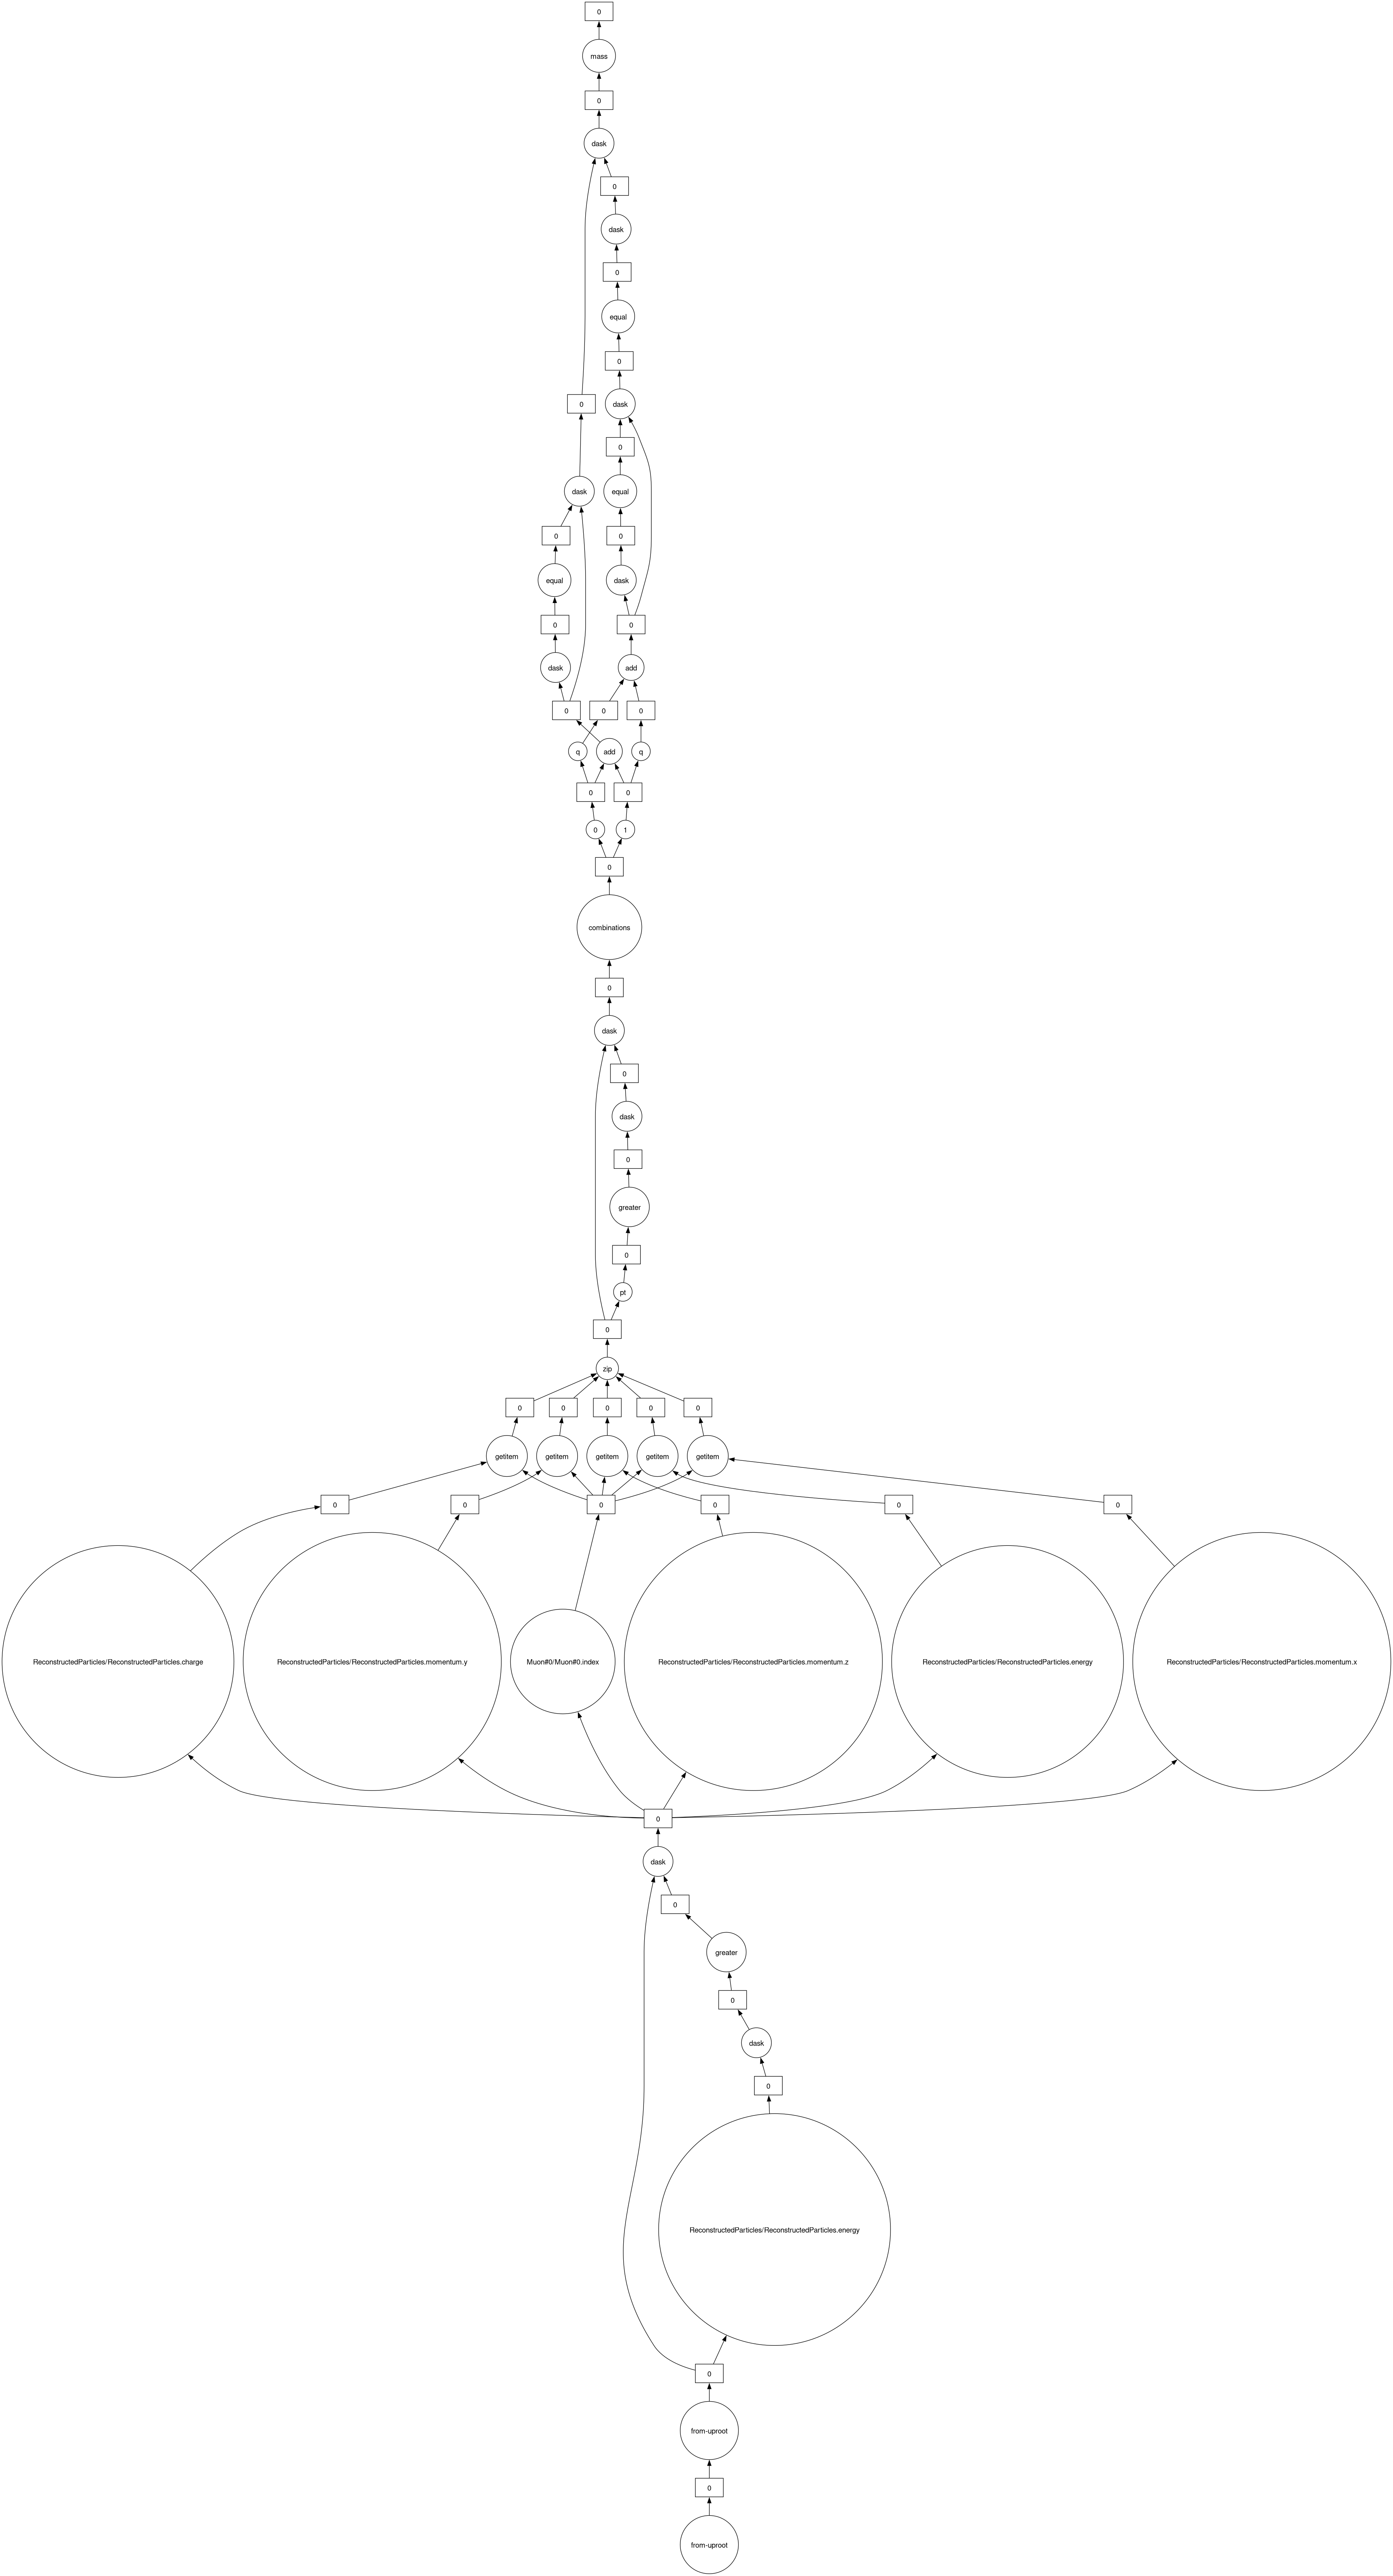 0
mass
0
dask
0
dask
0
equal
0
0
dask
0
dask
equal
0
0
equal
dask
0
0
dask
add
0
0
0
q
add
q
0
0
0
1
0
combinations
0
dask
0
dask
0
greater
0
pt
0
zip
0
0
0
0
0
getitem
getitem
getitem
getitem
getitem
0
0
0
0
0
0
ReconstructedParticles/ReconstructedParticles.charge
ReconstructedParticles/ReconstructedParticles.momentum.y
Muon#0/Muon#0.index
ReconstructedParticles/ReconstructedParticles.momentum.z
ReconstructedParticles/ReconstructedParticles.energy
ReconstructedParticles/ReconstructedParticles.momentum.x
0
dask
0
greater
0
dask
0
ReconstructedParticles/ReconstructedParticles.energy
0
from-uproot
0
from-uproot